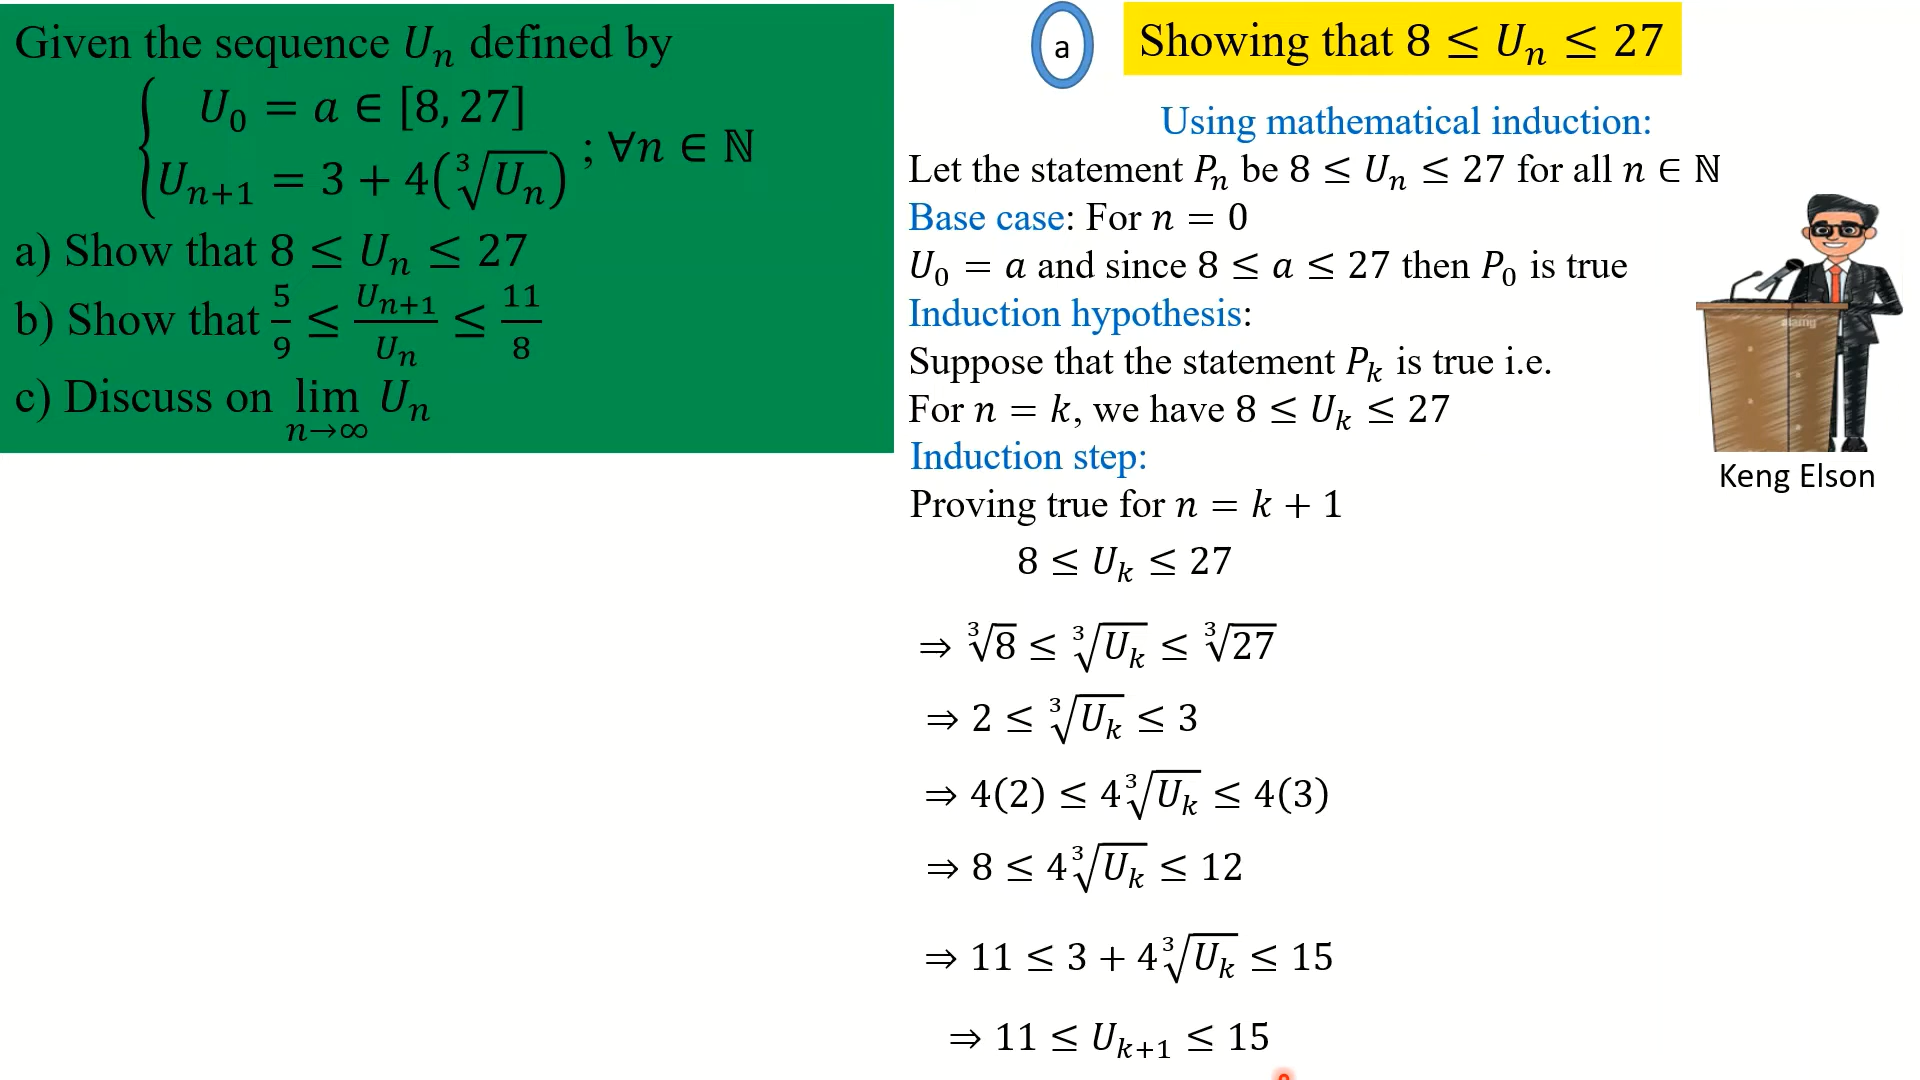 Given the sequence Uₙ defined by
{ U₀ = a ∈ [8, 27]
Uₙ₊₁ = 3 + 4(∛Uₙ) ; ∀n ∈ ℕ
a) Show that 8 ≤ Uₙ ≤ 27
b) Show that 5/9 ≤ Uₙ₊₁/Uₙ ≤ 11/8
c) Discuss on lim n→∞ Uₙ
a
Showing that 8 ≤ Uₙ ≤ 27
Using mathematical induction:
Let the statement Pₙ be 8 ≤ Uₙ ≤ 27 for all n ∈ ℕ
Base case: For n = 0
U₀ = a and since 8 ≤ a ≤ 27 then P₀ is true
Induction hypothesis:
Suppose that the statement Pₖ is true i.e.
For n = k, we have 8 ≤ Uₖ ≤ 27
Induction step:
Proving true for n = k + 1
8 ≤ Uₖ ≤ 27
⇒ ∛8 ≤ ∛Uₖ ≤ ∛27
⇒ 2 ≤ ∛Uₖ ≤ 3
⇒ 4(2) ≤ 4∛Uₖ ≤ 4(3)
⇒ 8 ≤ 4∛Uₖ ≤ 12
⇒ 11 ≤ 3 + 4∛Uₖ ≤ 15
⇒ 11 ≤ Uₖ₊₁ ≤ 15
Keng Elson